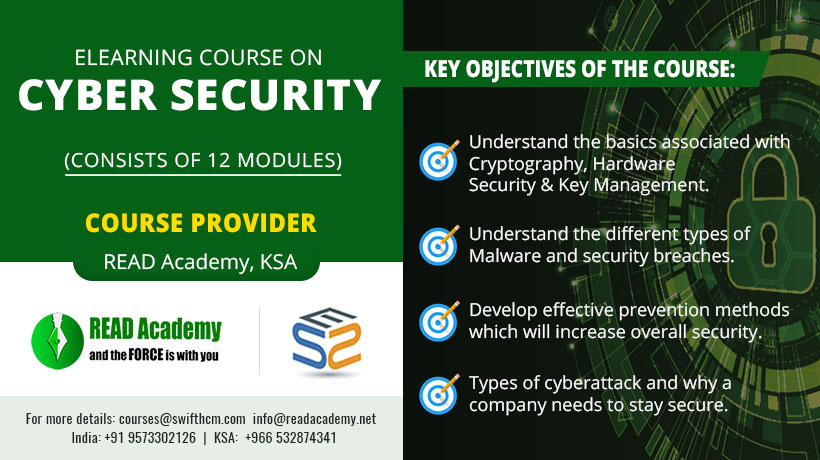 ELEARNING COURSE ON
CYBER SECURITY
(CONSISTS OF 12 MODULES)
COURSE PROVIDER
READ Academy, KSA
READ Academy
and the FORCE is with you
SES2
For more details: courses@swifthcm.com info@readacademy.net
India: +91 9573302126 | KSA: +966 532874341
KEY OBJECTIVES OF THE COURSE:
Understand the basics associated with
Cryptography, Hardware
Security & Key Management.
Understand the different types of
Malware and security breaches.
Develop effective prevention methods
which will increase overall security.
Types of cyberattack and why a
company needs to stay secure.